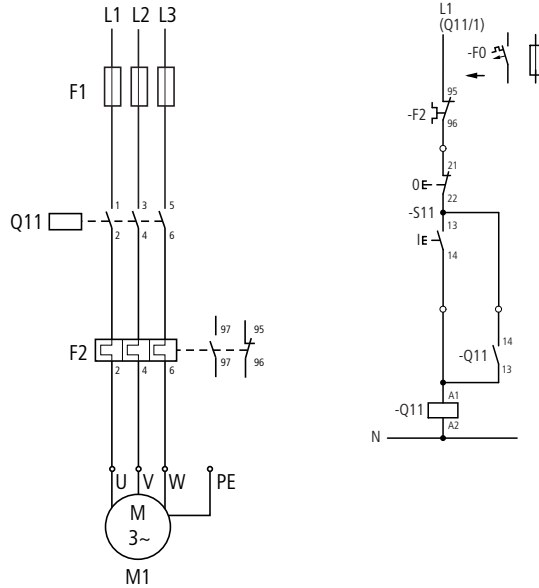 L1 L2 L3
F1
Q11
1 3 5
2 4 6
F2
97 95
97 96
2 4 6
U V W PE
M
3~
M1
L1
(Q11/1)
-F0
95
-F2
96
21
0E
22
-S11
13
IE
14
14
-Q11
13
A1
-Q11
A2
N